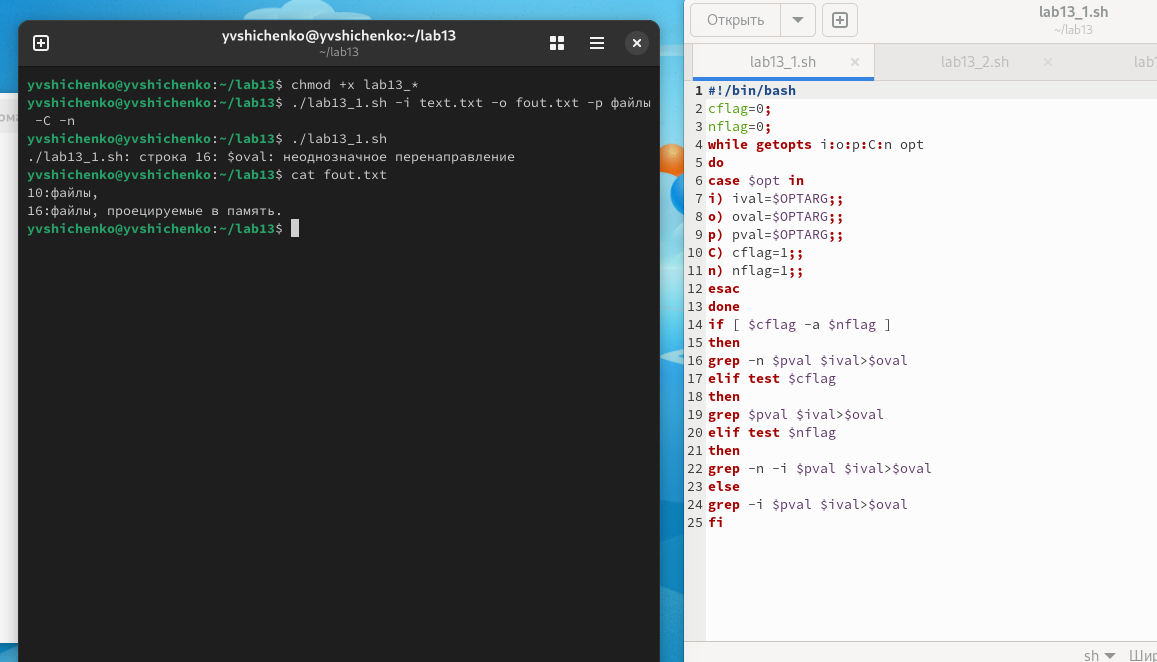 yvshichenko@yvshichenko:~/lab13
~/lab13
yvshichenko@yvshichenko:~/lab13$ chmod +x lab13_*
yvshichenko@yvshichenko:~/lab13$ ./lab13_1.sh -i text.txt -o fout.txt -p файлы
-C -n
yvshichenko@yvshichenko:~/lab13$ ./lab13_1.sh
./lab13_1.sh: строка 16: $oval: неоднозначное перенаправление
yvshichenko@yvshichenko:~/lab13$ cat fout.txt
10:файлы,
16:файлы, проецируемые в память.
yvshichenko@yvshichenko:~/lab13$
Открыть
lab13_1.sh
~/lab13
lab13_1.sh × lab13_2.sh ×
1 #!/bin/bash
2 cflag=0;
3 nflag=0;
4 while getopts i:o:p:C:n opt
5 do
6 case $opt in
7 i) ival=$OPTARG;;
8 o) oval=$OPTARG;;
9 p) pval=$OPTARG;;
10 C) cflag=1;;
11 n) nflag=1;;
12 esac
13 done
14 if [ $cflag -a $nflag ]
15 then
16 grep -n $pval $ival>$oval
17 elif test $cflag
18 then
19 grep $pval $ival>$oval
20 elif test $nflag
21 then
22 grep -n -i $pval $ival>$oval
23 else
24 grep -i $pval $ival>$oval
25 fi
sh